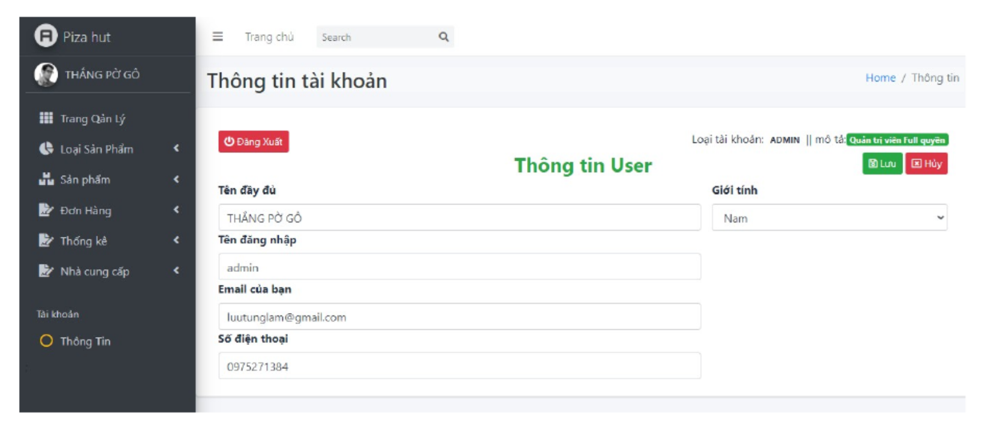 Piza hut
Trang chủ
Search
THẮNG PỜ GÔ
Thông tin tài khoản
Home / Thông tin
Trang Qản Lý
Loại Sản Phẩm
Sản phẩm
Đơn Hàng
Thống kê
Nhà cung cấp
Tài khoản
Thông Tin
Đăng Xuất
Loại tài khoản: ADMIN || mô tả: Quản trị viên Full quyền
Thông tin User
Lưu
Hủy
Tên đầy đủ
Giới tính
THẮNG PỜ GÔ
Nam
Tên đăng nhập
admin
Email của bạn
luutunglam@gmail.com
Số điện thoại
0975271384